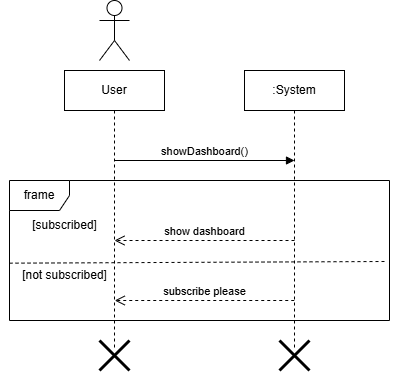 User
:System
showDashboard()
frame
[subscribed]
show dashboard
[not subscribed]
subscribe please